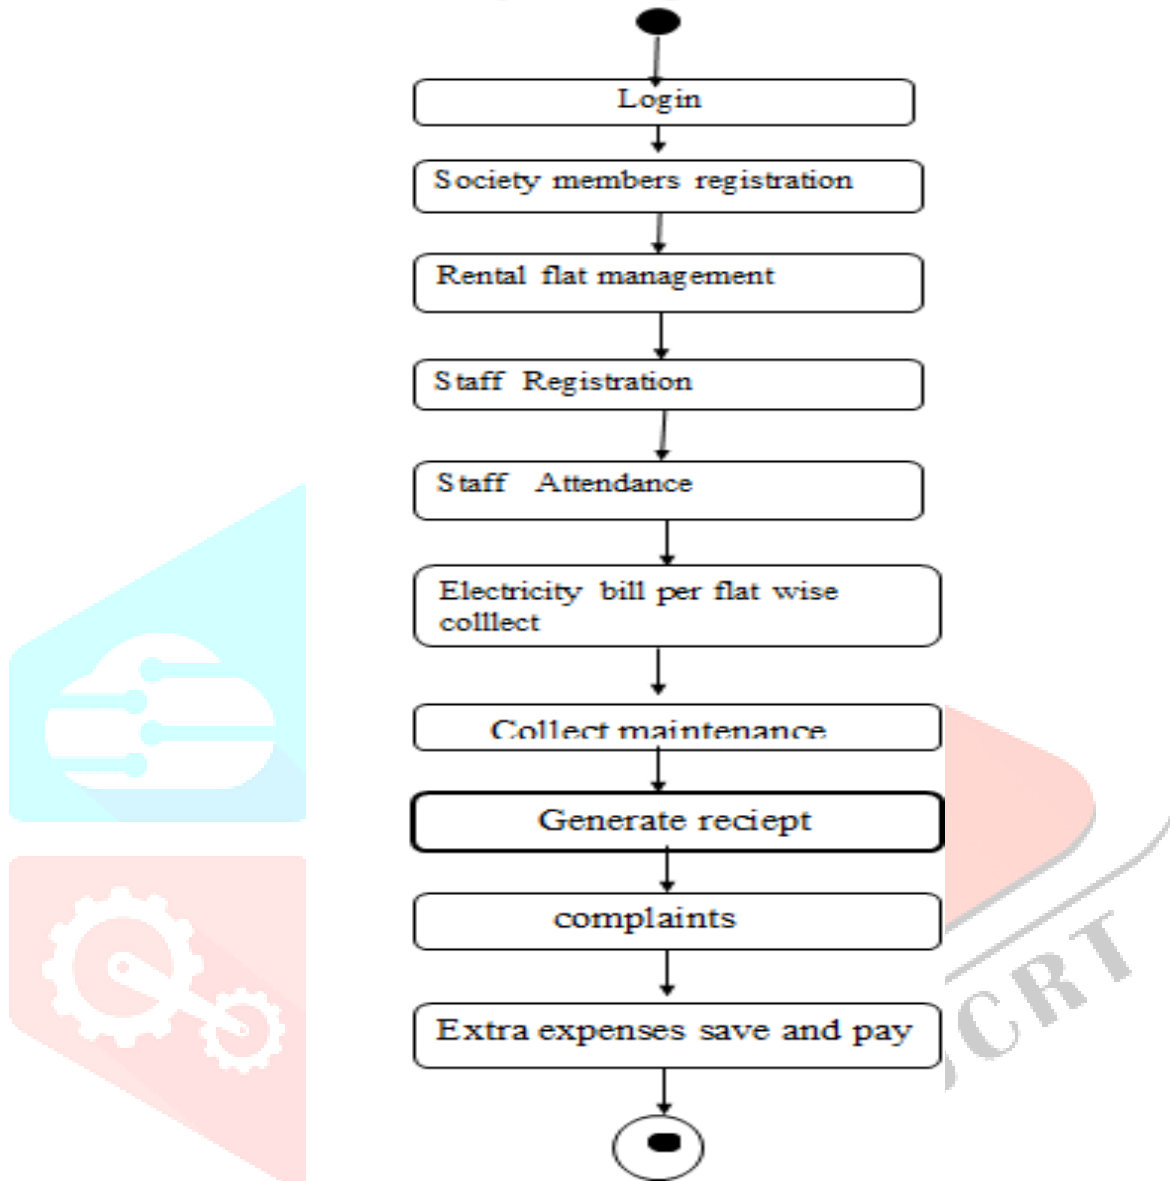 Login
Society members registration
Rental flat management
Staff Registration
Staff Attendance
Electricity bill per flat wise
colllect
Collect maintenance
Generate reciept
complaints
Extra expenses save and pay
CRT